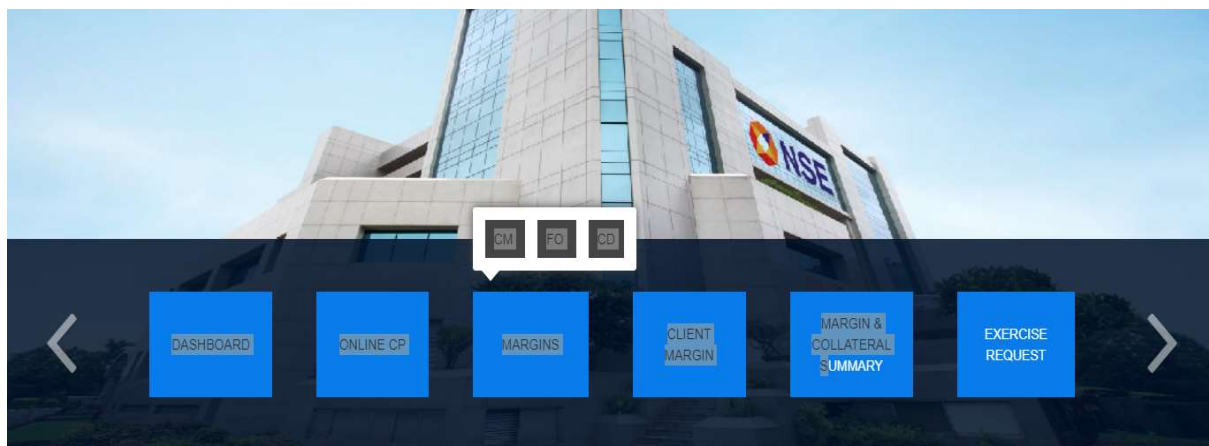 NSE
CM FO CD
DASHBOARD
ONLINE CP
MARGINS
CLIENT
MARGIN
MARGIN &
COLLATERAL
SUMMARY
EXERCISE
REQUEST